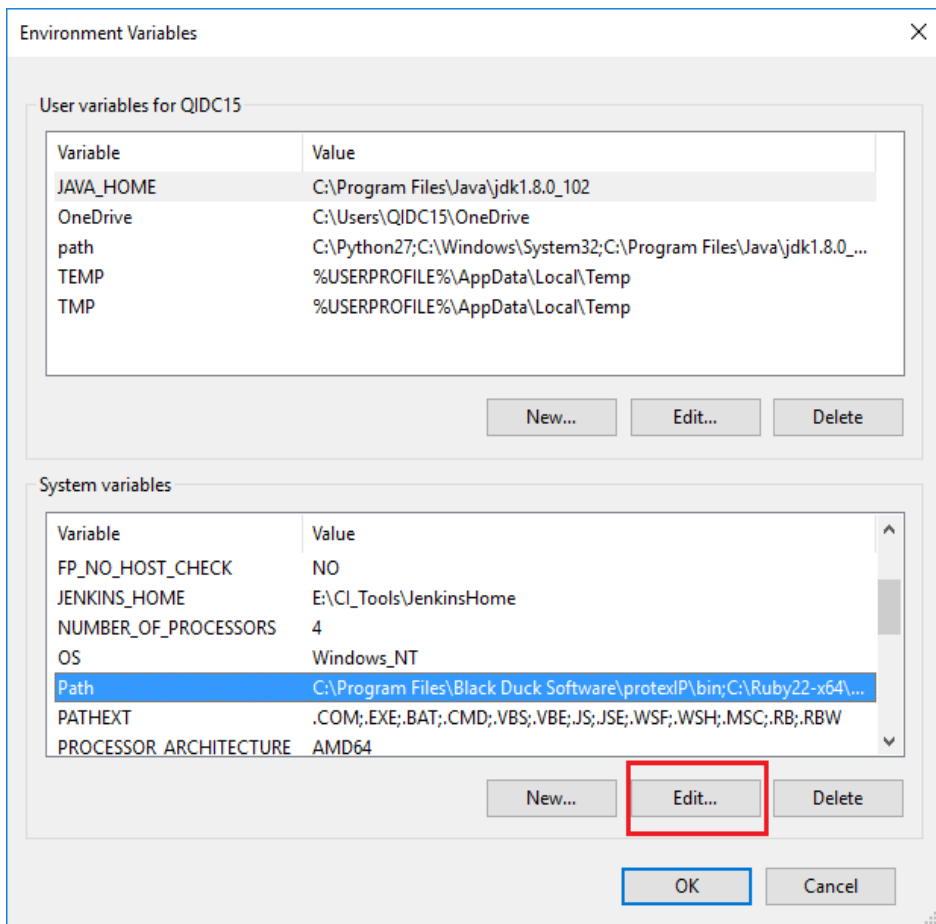 Environment Variables
User variables for QIDC15
Variable Value
JAVA_HOME C:\Program Files\Java\jdk1.8.0_102
OneDrive C:\Users\QIDC15\OneDrive
path C:\Python27;C:\Windows\System32;C:\Program Files\Java\jdk1.8.0_...
TEMP %USERPROFILE%\AppData\Local\Temp
TMP %USERPROFILE%\AppData\Local\Temp
New... Edit... Delete
System variables
Variable Value
FP_NO_HOST_CHECK NO
JENKINS_HOME E:\CI_Tools\JenkinsHome
NUMBER_OF_PROCESSORS 4
OS Windows_NT
Path C:\Program Files\Black Duck Software\protexIP\bin;C:\Ruby22-x64\...
PATHEXT .COM;.EXE;.BAT;.CMD;.VBS;.VBE;.JS;.JSE;.WSF;.WSH;.MSC;.RB;.RBW
PROCESSOR_ARCHITECTURE AMD64
New... Edit... Delete
OK Cancel